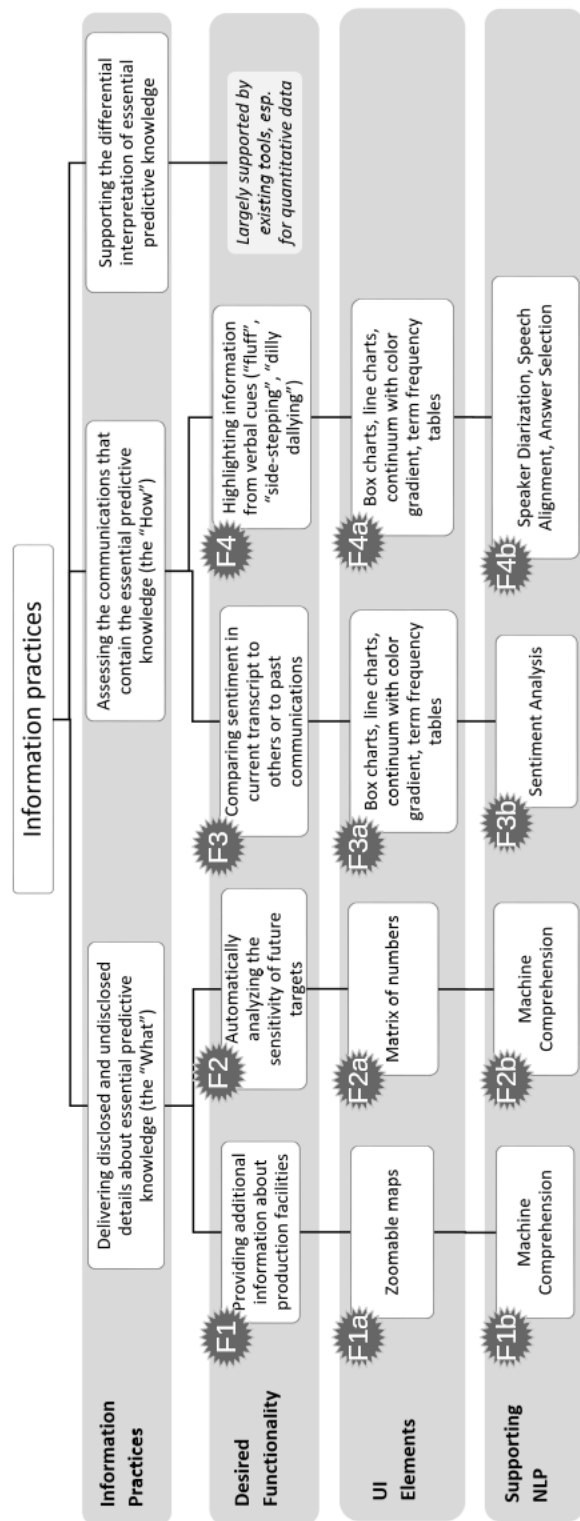 Information practices
Information
Practices
Delivering disclosed and undisclosed
details about essential predictive
knowledge (the “What”)
Assessing the communications that
contain the essential predictive
knowledge (the “How”)
Supporting the differential
interpretation of essential
predictive knowledge
Desired
Functionality
F1
Providing additional
information about
production facilities
F2
Automatically
analyzing the
sensitivity of future
targets
F3
Comparing sentiment in
current transcript to
others or to past
communications
F4
Highlighting information
from verbal cues (“fluff”,
“side-stepping”, “dilly
dallying”)
Largely supported by
existing tools, esp.
for quantitative data
UI
Elements
F1a
Zoomable maps
F2a
Matrix of numbers
F3a
Box charts, line charts,
continuum with color
gradient, term frequency
tables
F4a
Box charts, line charts,
continuum with color
gradient, term frequency
tables
Supporting
NLP
F1b
Machine
Comprehension
F2b
Machine
Comprehension
F3b
Sentiment Analysis
F4b
Speaker Diarization, Speech
Alignment, Answer Selection